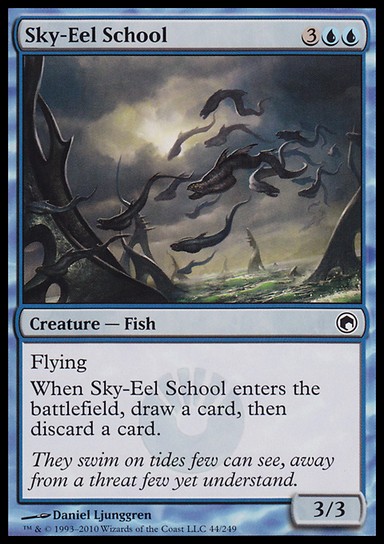 Sky-Eel School 3
Creature — Fish
Flying
When Sky-Eel School enters the
battlefield, draw a card, then
discard a card.
They swim on tides few can see, away
from a threat few yet understand.
Daniel Ljunggren
3/3
™ & © 1993–2010 Wizards of the Coast LLC 44/249